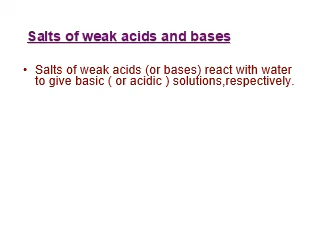 Salts of weak acids and bases
• Salts of weak acids (or bases) react with water
to give basic ( or acidic ) solutions,respectively.